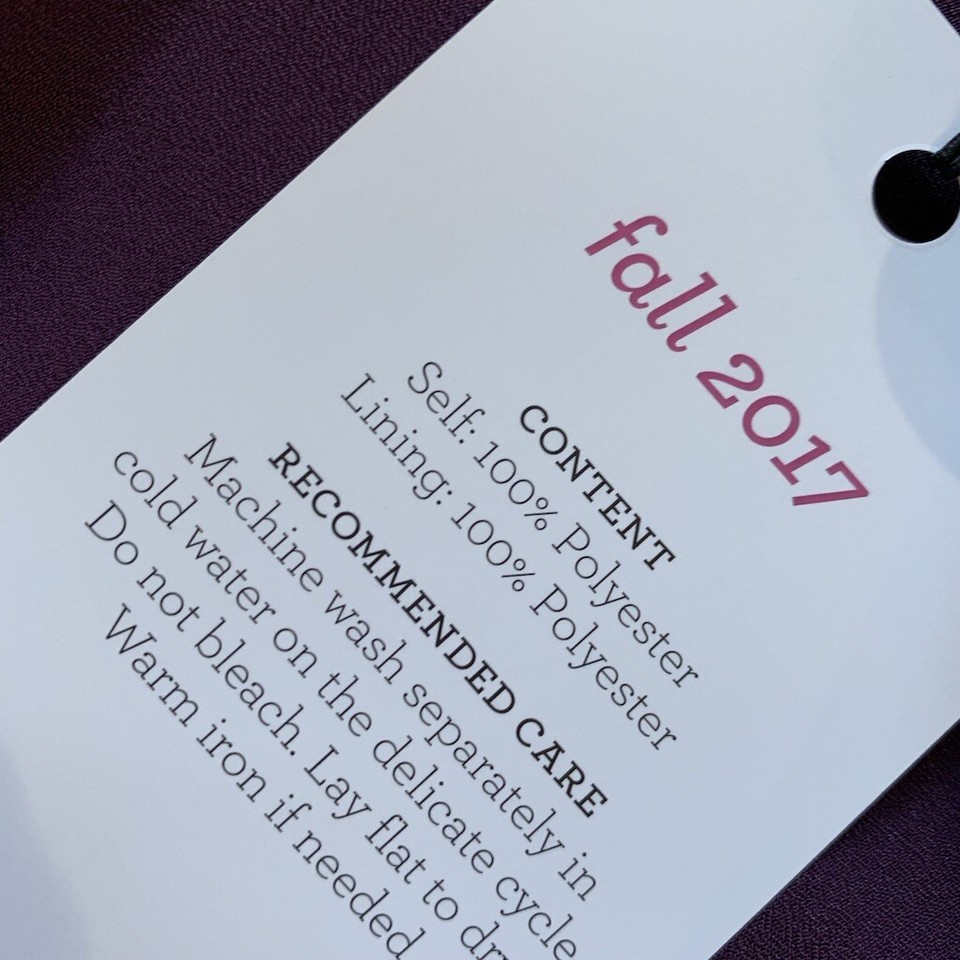 fall 2017
CONTENT
Self: 100% Polyester
Lining: 100% Polyester
RECOMMENDED CARE
Machine wash separately in
cold water on the delicate cycle
Do not bleach. Lay flat to dry
Warm iron if needed